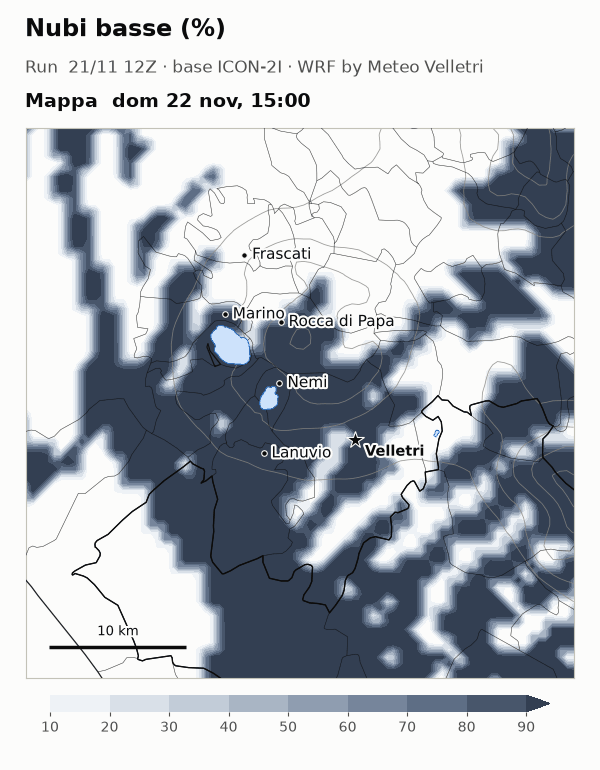 Nubi basse (%)
Run 21/11 12Z · base ICON-2I · WRF by Meteo Velletri
Mappa dom 22 nov, 15:00
Frascati
Marino
Rocca di Papa
Nemi
Velletri
Lanuvio
10 km
10 20 30 40 50 60 70 80 90